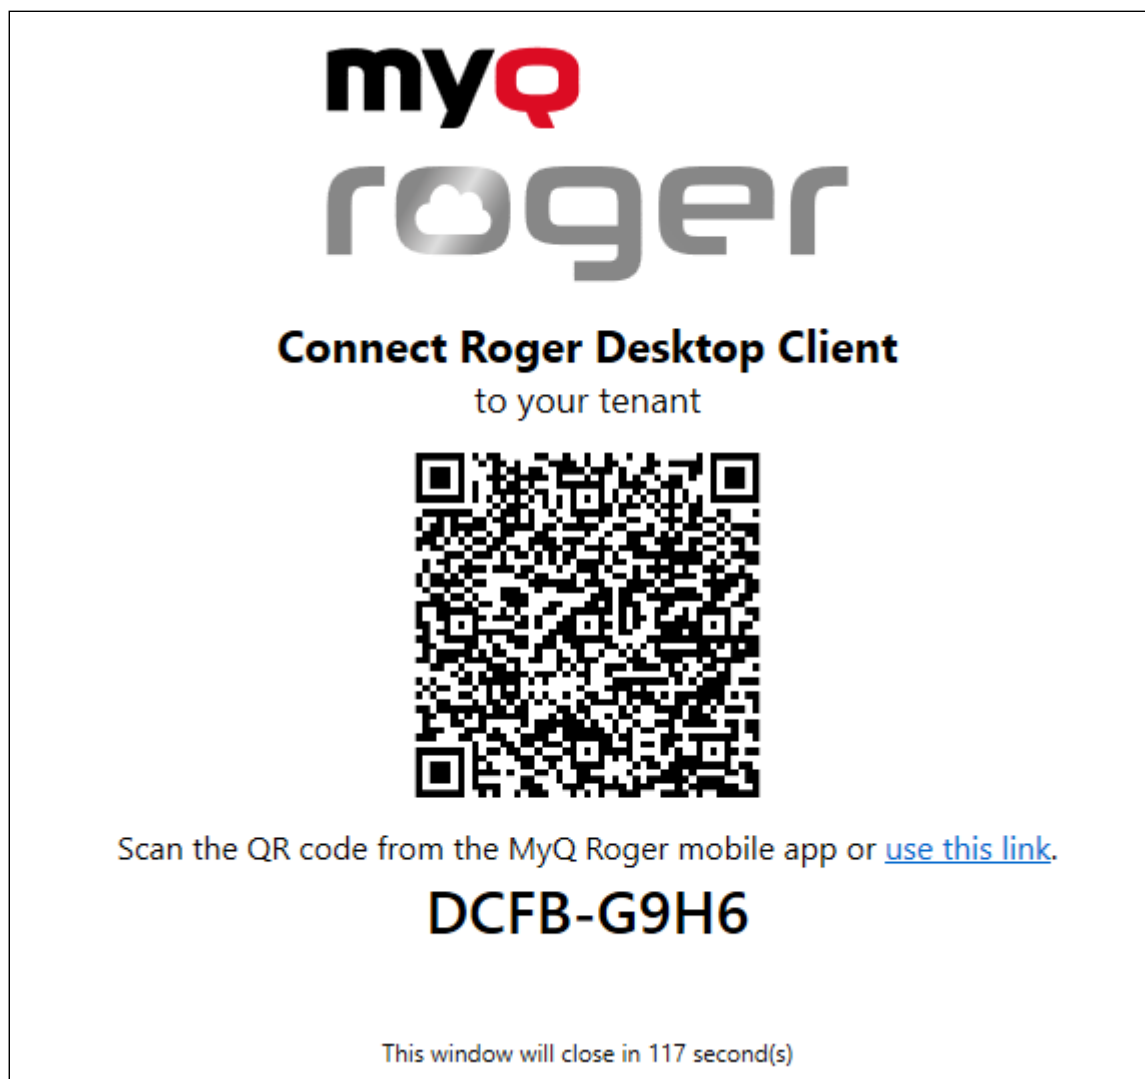 myQ
roger
Connect Roger Desktop Client
to your tenant
Scan the QR code from the MyQ Roger mobile app or use this link.
DCFB-G9H6
This window will close in 117 second(s)